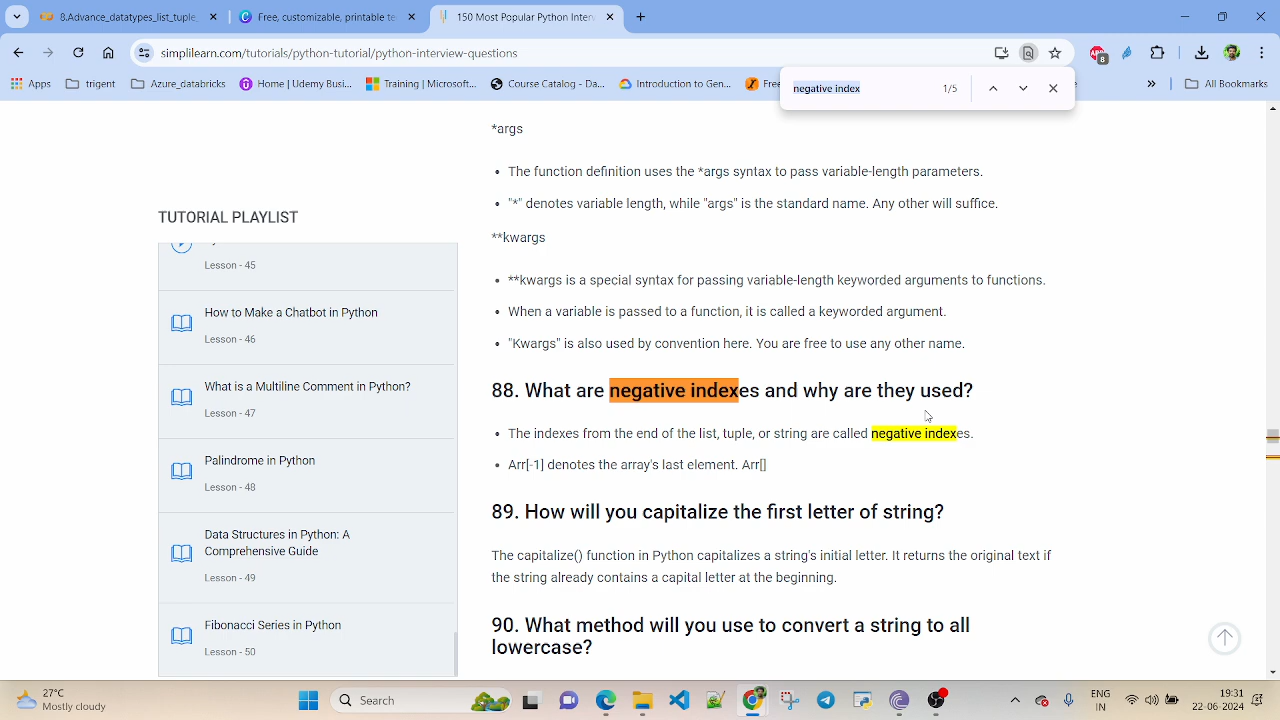 8.Advance_datatypes_list_tuple_
Free, customizable, printable te
150 Most Popular Python Inter
simplilearn.com/tutorials/python-tutorial/python-interview-questions
8
Apps
trigent
Azure_databricks
Home | Udemy Busi...
Training | Microsoft...
Course Catalog - Da...
Introduction to Gen...
Free
All Bookmarks
negative index
1/5
*args
The function definition uses the *args syntax to pass variable-length parameters.
"*" denotes variable length, while "args" is the standard name. Any other will suffice.
**kwargs
**kwargs is a special syntax for passing variable-length keyworded arguments to functions.
When a variable is passed to a function, it is called a keyworded argument.
"Kwargs" is also used by convention here. You are free to use any other name.
88. What are negative indexes and why are they used?
The indexes from the end of the list, tuple, or string are called negative indexes.
Arr[-1] denotes the array's last element. Arr[]
89. How will you capitalize the first letter of string?
The capitalize() function in Python capitalizes a string's initial letter. It returns the original text if
the string already contains a capital letter at the beginning.
90. What method will you use to convert a string to all
lowercase?
TUTORIAL PLAYLIST
Lesson - 45
How to Make a Chatbot in Python
Lesson - 46
What is a Multiline Comment in Python?
Lesson - 47
Palindrome in Python
Lesson - 48
Data Structures in Python: A
Comprehensive Guide
Lesson - 49
Fibonacci Series in Python
Lesson - 50
27°C
Mostly cloudy
Search
ENG
IN
19:31
22-06-2024